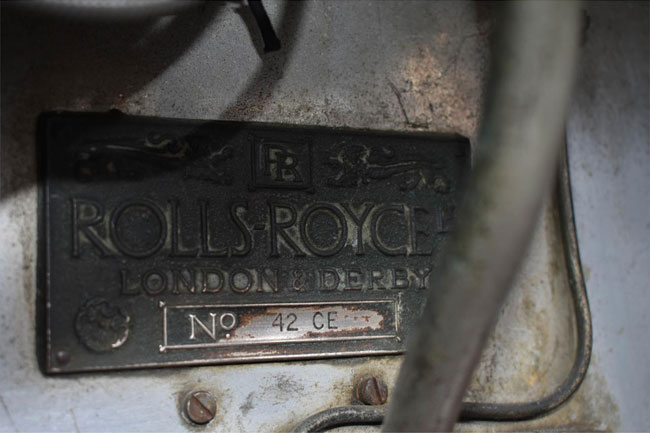 RR
ROLLS-ROYCE
LONDON & DERBY
No 42 CE